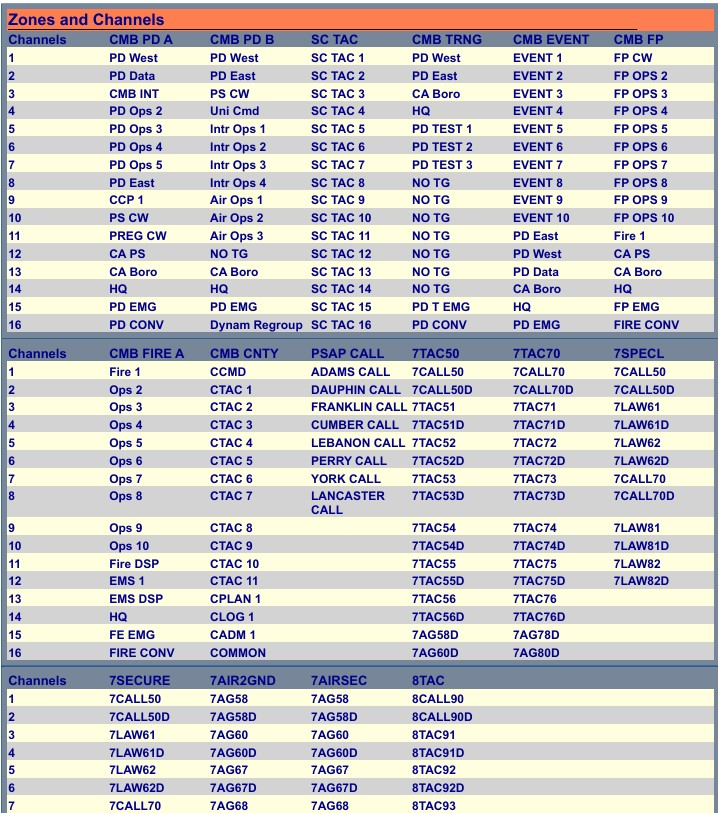 Zones and Channels
Channels CMB PD A CMB PD B SC TAC CMB TRNG CMB EVENT CMB FP
1 PD West PD West SC TAC 1 PD West EVENT 1 FP CW
2 PD Data PD East SC TAC 2 PD East EVENT 2 FP OPS 2
3 CMB INT PS CW SC TAC 3 CA Boro EVENT 3 FP OPS 3
4 PD Ops 2 Uni Cmd SC TAC 4 HQ EVENT 4 FP OPS 4
5 PD Ops 3 Intr Ops 1 SC TAC 5 PD TEST 1 EVENT 5 FP OPS 5
6 PD Ops 4 Intr Ops 2 SC TAC 6 PD TEST 2 EVENT 6 FP OPS 6
7 PD Ops 5 Intr Ops 3 SC TAC 7 PD TEST 3 EVENT 7 FP OPS 7
8 PD East Intr Ops 4 SC TAC 8 NO TG EVENT 8 FP OPS 8
9 CCP 1 Air Ops 1 SC TAC 9 NO TG EVENT 9 FP OPS 9
10 PS CW Air Ops 2 SC TAC 10 NO TG EVENT 10 FP OPS 10
11 PREG CW Air Ops 3 SC TAC 11 NO TG PD East Fire 1
12 CA PS NO TG SC TAC 12 NO TG PD West CA PS
13 CA Boro CA Boro SC TAC 13 NO TG PD Data CA Boro
14 HQ HQ SC TAC 14 NO TG CA Boro HQ
15 PD EMG PD EMG SC TAC 15 PD T EMG HQ FP EMG
16 PD CONV Dynam Regroup SC TAC 16 PD CONV PD EMG FIRE CONV
Channels CMB FIRE A CMB CNTY PSAP CALL 7TAC50 7TAC70 7SPECL
1 Fire 1 CCMD ADAMS CALL 7CALL50 7CALL70 7CALL50
2 Ops 2 CTAC 1 DAUPHIN CALL 7CALL50D 7CALL70D 7CALL50D
3 Ops 3 CTAC 2 FRANKLIN CALL 7TAC51 7TAC71 7LAW61
4 Ops 4 CTAC 3 CUMBER CALL 7TAC51D 7TAC71D 7LAW61D
5 Ops 5 CTAC 4 LEBANON CALL 7TAC52 7TAC72 7LAW62
6 Ops 6 CTAC 5 PERRY CALL 7TAC52D 7TAC72D 7LAW62D
7 Ops 7 CTAC 6 YORK CALL 7TAC53 7TAC73 7CALL70
8 Ops 8 CTAC 7 LANCASTER 7TAC53D 7TAC73D 7CALL70D
CALL
9 Ops 9 CTAC 8 7TAC54 7TAC74 7LAW81
10 Ops 10 CTAC 9 7TAC54D 7TAC74D 7LAW81D
11 Fire DSP CTAC 10 7TAC55 7TAC75 7LAW82
12 EMS 1 CTAC 11 7TAC55D 7TAC75D 7LAW82D
13 EMS DSP CPLAN 1 7TAC56 7TAC76
14 HQ CLOG 1 7TAC56D 7TAC76D
15 FE EMG CADM 1 7AG58D 7AG78D
16 FIRE CONV COMMON 7AG60D 7AG80D
Channels 7SECURE 7AIR2GND 7AIRSEC 8TAC
1 7CALL50 7AG58 7AG58 8CALL90
2 7CALL50D 7AG58D 7AG58D 8CALL90D
3 7LAW61 7AG60 7AG60 8TAC91
4 7LAW61D 7AG60D 7AG60D 8TAC91D
5 7LAW62 7AG67 7AG67 8TAC92
6 7LAW62D 7AG67D 7AG67D 8TAC92D
7 7CALL70 7AG68 7AG68 8TAC93